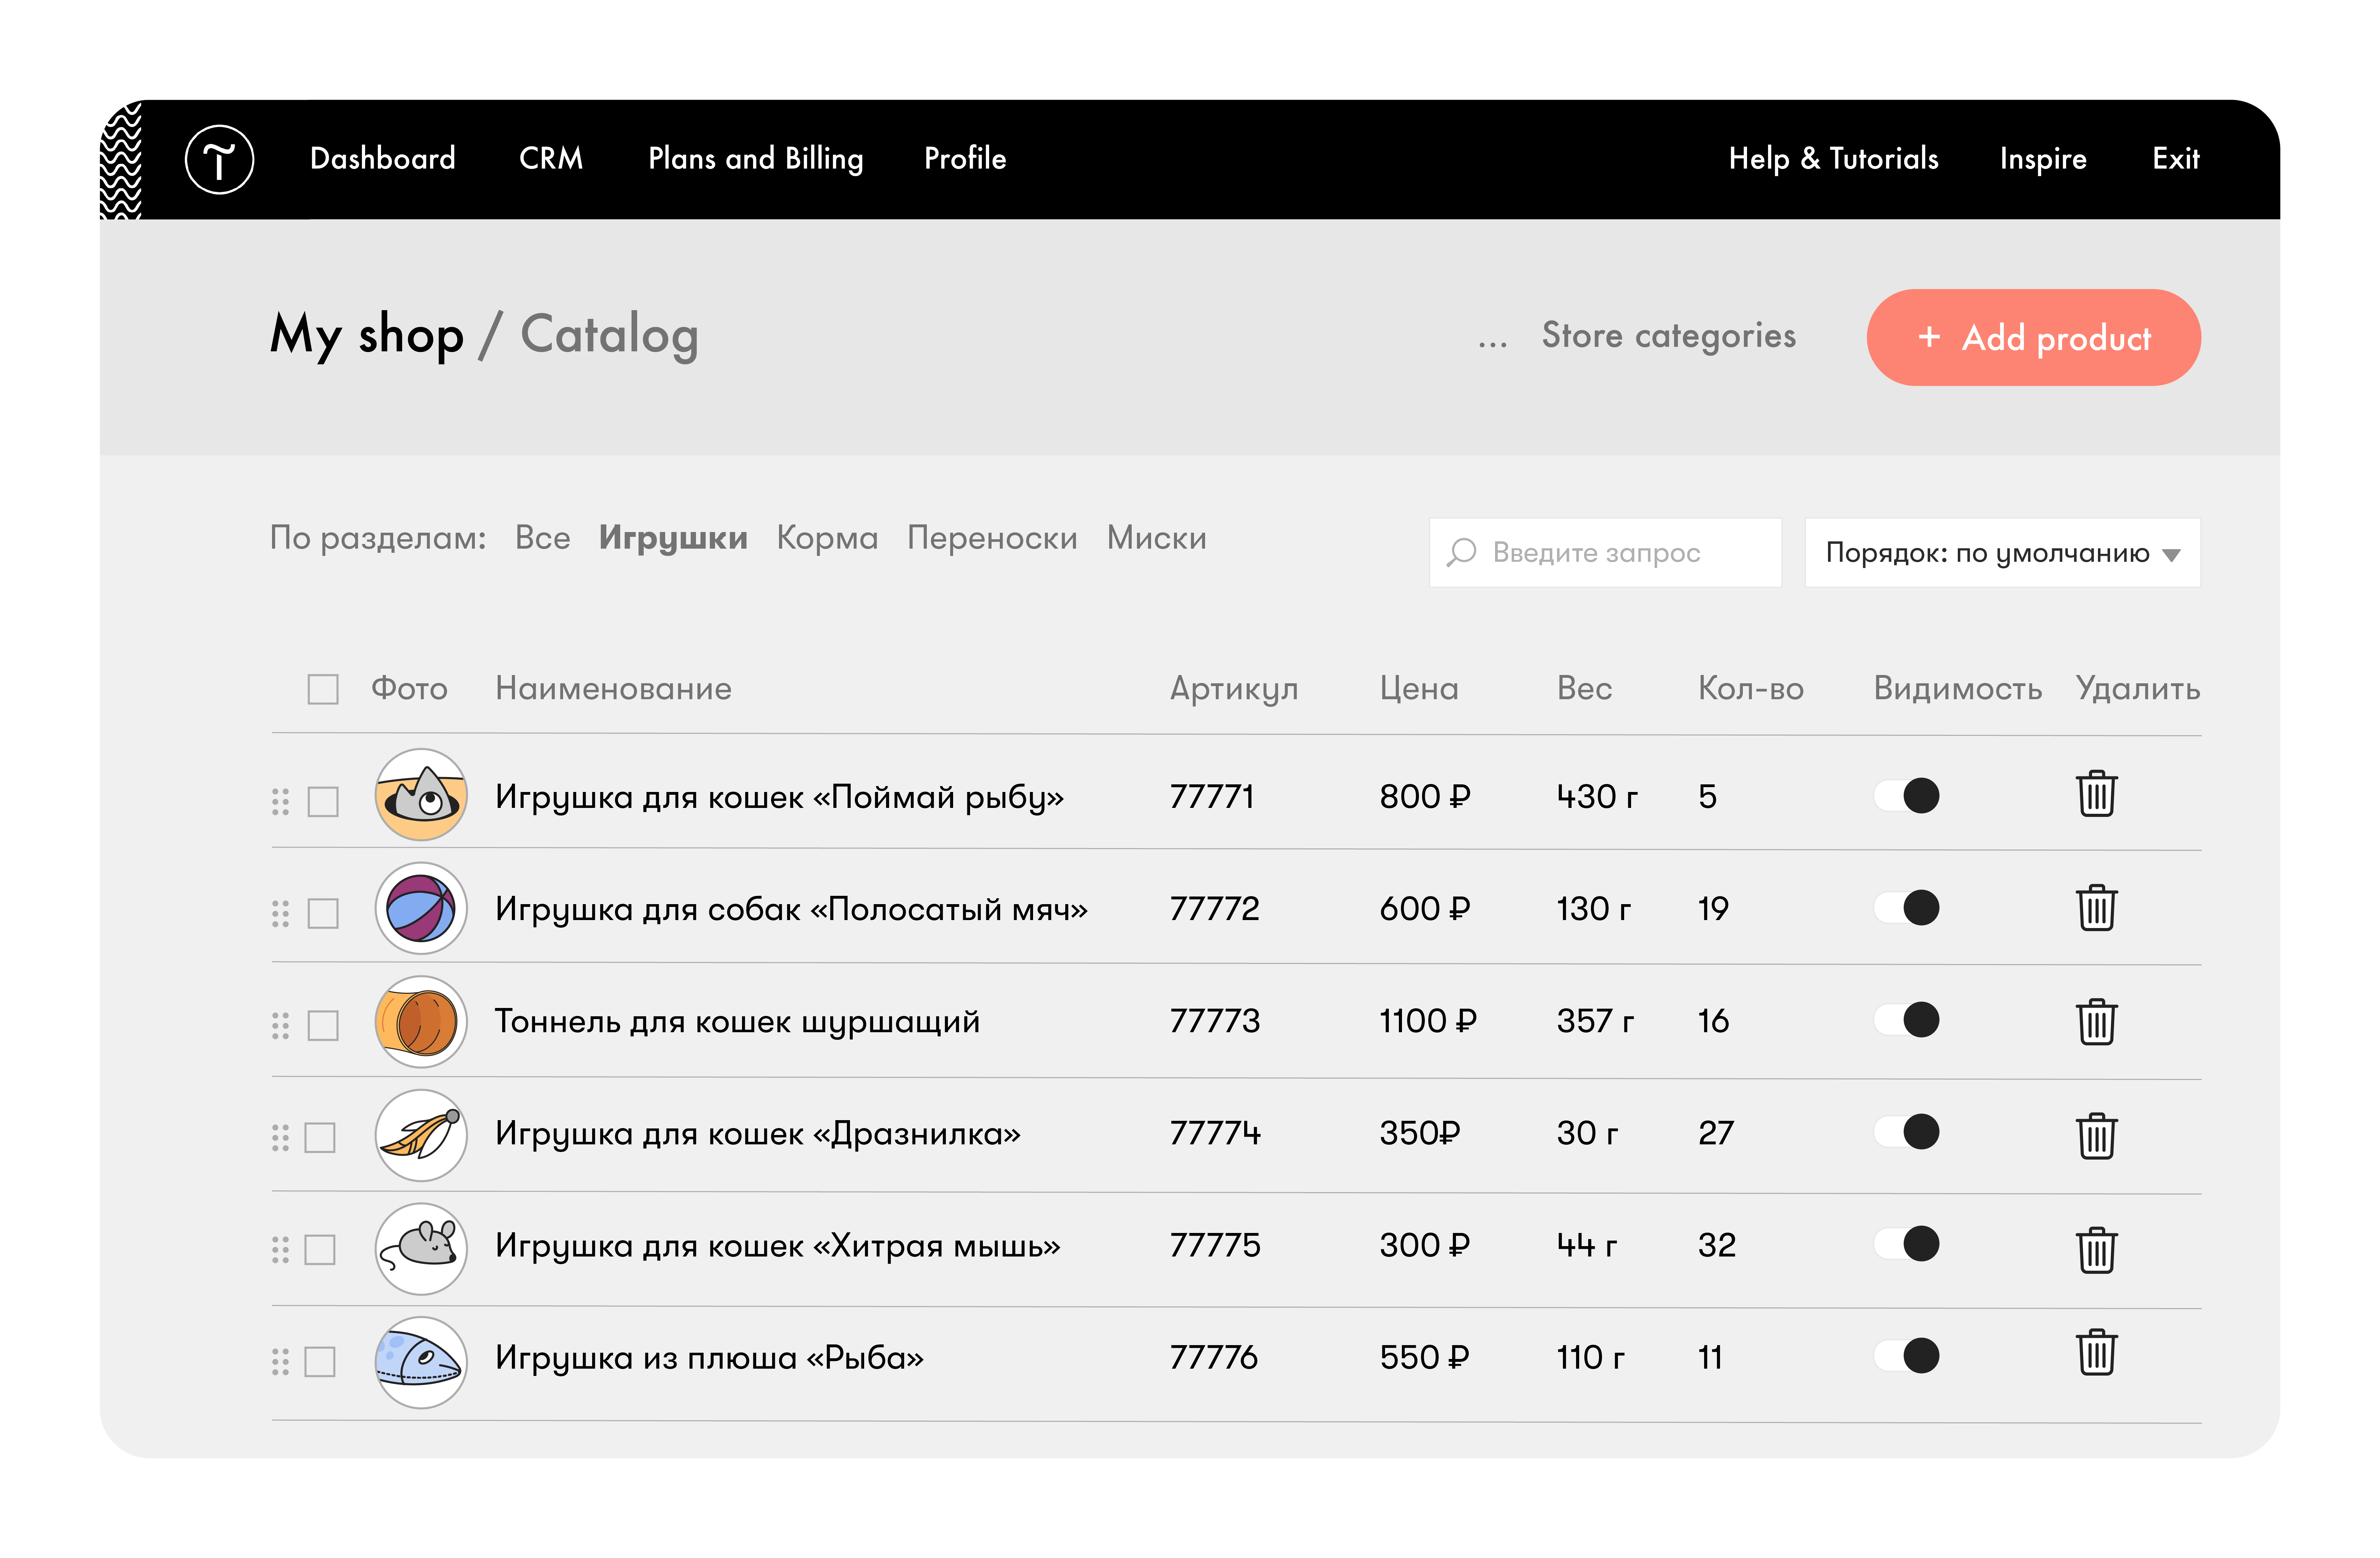 Dashboard CRM Plans and Billing Profile Help & Tutorials Inspire Exit
My shop / Catalog ... Store categories + Add product
По разделам: Все Игрушки Корма Переноски Миски Введите запрос Порядок: по умолчанию
Фото Наименование Артикул Цена Вес Кол-во Видимость Удалить
Игрушка для кошек «Поймай рыбу» 77771 800 ₽ 430 г 5
Игрушка для собак «Полосатый мяч» 77772 600 ₽ 130 г 19
Тоннель для кошек шуршащий 77773 1100 ₽ 357 г 16
Игрушка для кошек «Дразнилка» 77774 350₽ 30 г 27
Игрушка для кошек «Хитрая мышь» 77775 300 ₽ 44 г 32
Игрушка из плюша «Рыба» 77776 550 ₽ 110 г 11